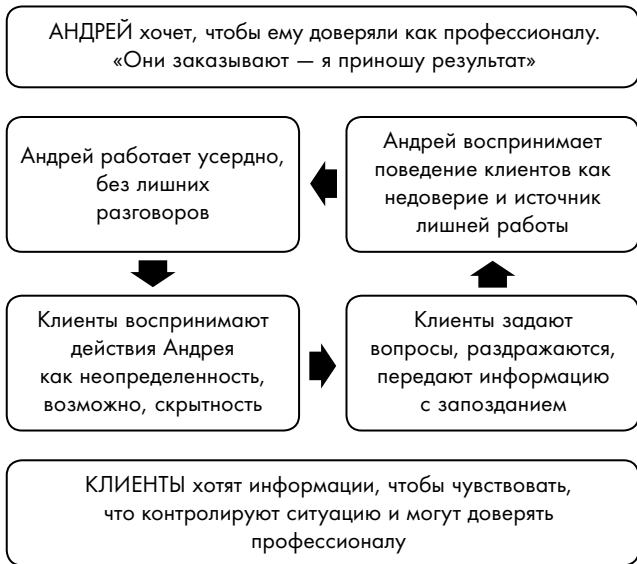 АНДРЕЙ хочет, чтобы ему доверяли как профессионалу.
«Они заказывают — я приношу результат»
Андрей работает усердно,
без лишних
разговоров
Андрей воспринимает
поведение клиентов как
недоверие и источник
лишней работы
Клиенты воспринимают
действия Андрея
как неопределенность,
возможно, скрытность
Клиенты задают
вопросы, раздражаются,
передают информацию
с запозданием
КЛИЕНТЫ хотят информации, чтобы чувствовать,
что контролируют ситуацию и могут доверять
профессионалу